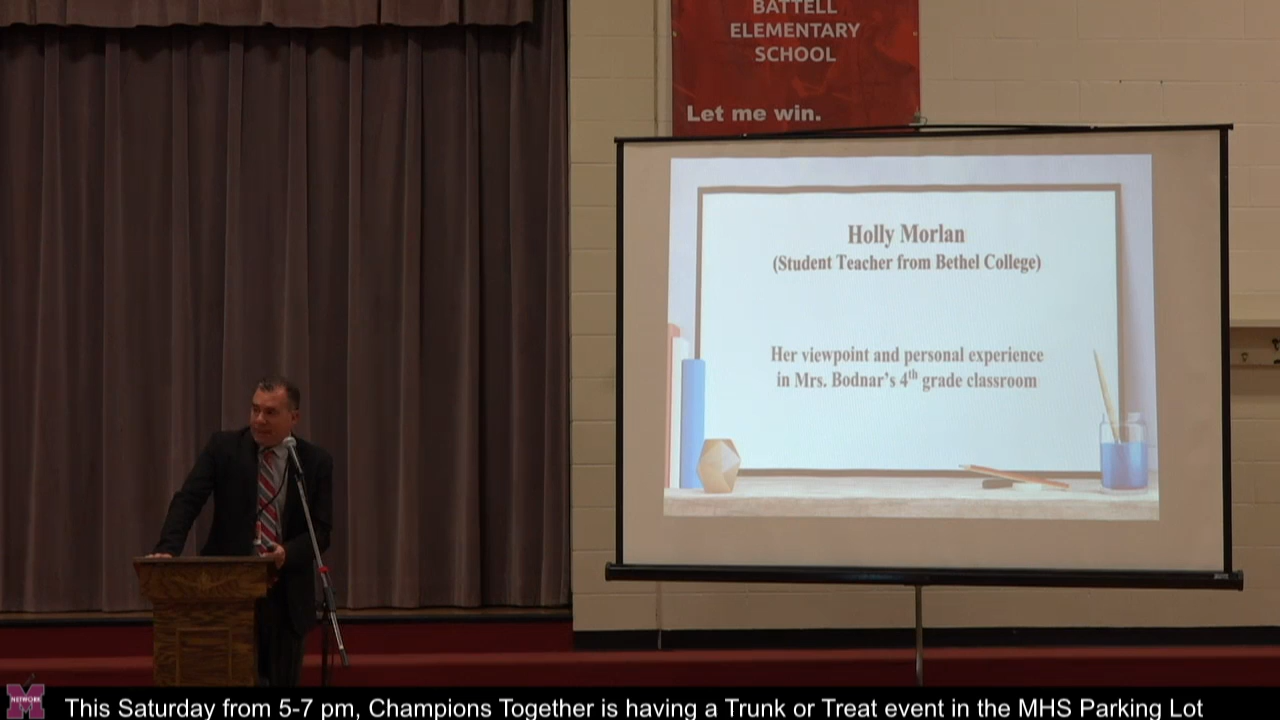 BATTELL
ELEMENTARY
SCHOOL
Let me win.
Holly Morlan
(Student Teacher from Bethel College)
Her viewpoint and personal experience
in Mrs. Bodnar's 4th grade classroom
M
NETWORK
This Saturday from 5-7 pm, Champions Together is having a Trunk or Treat event in the MHS Parking Lot